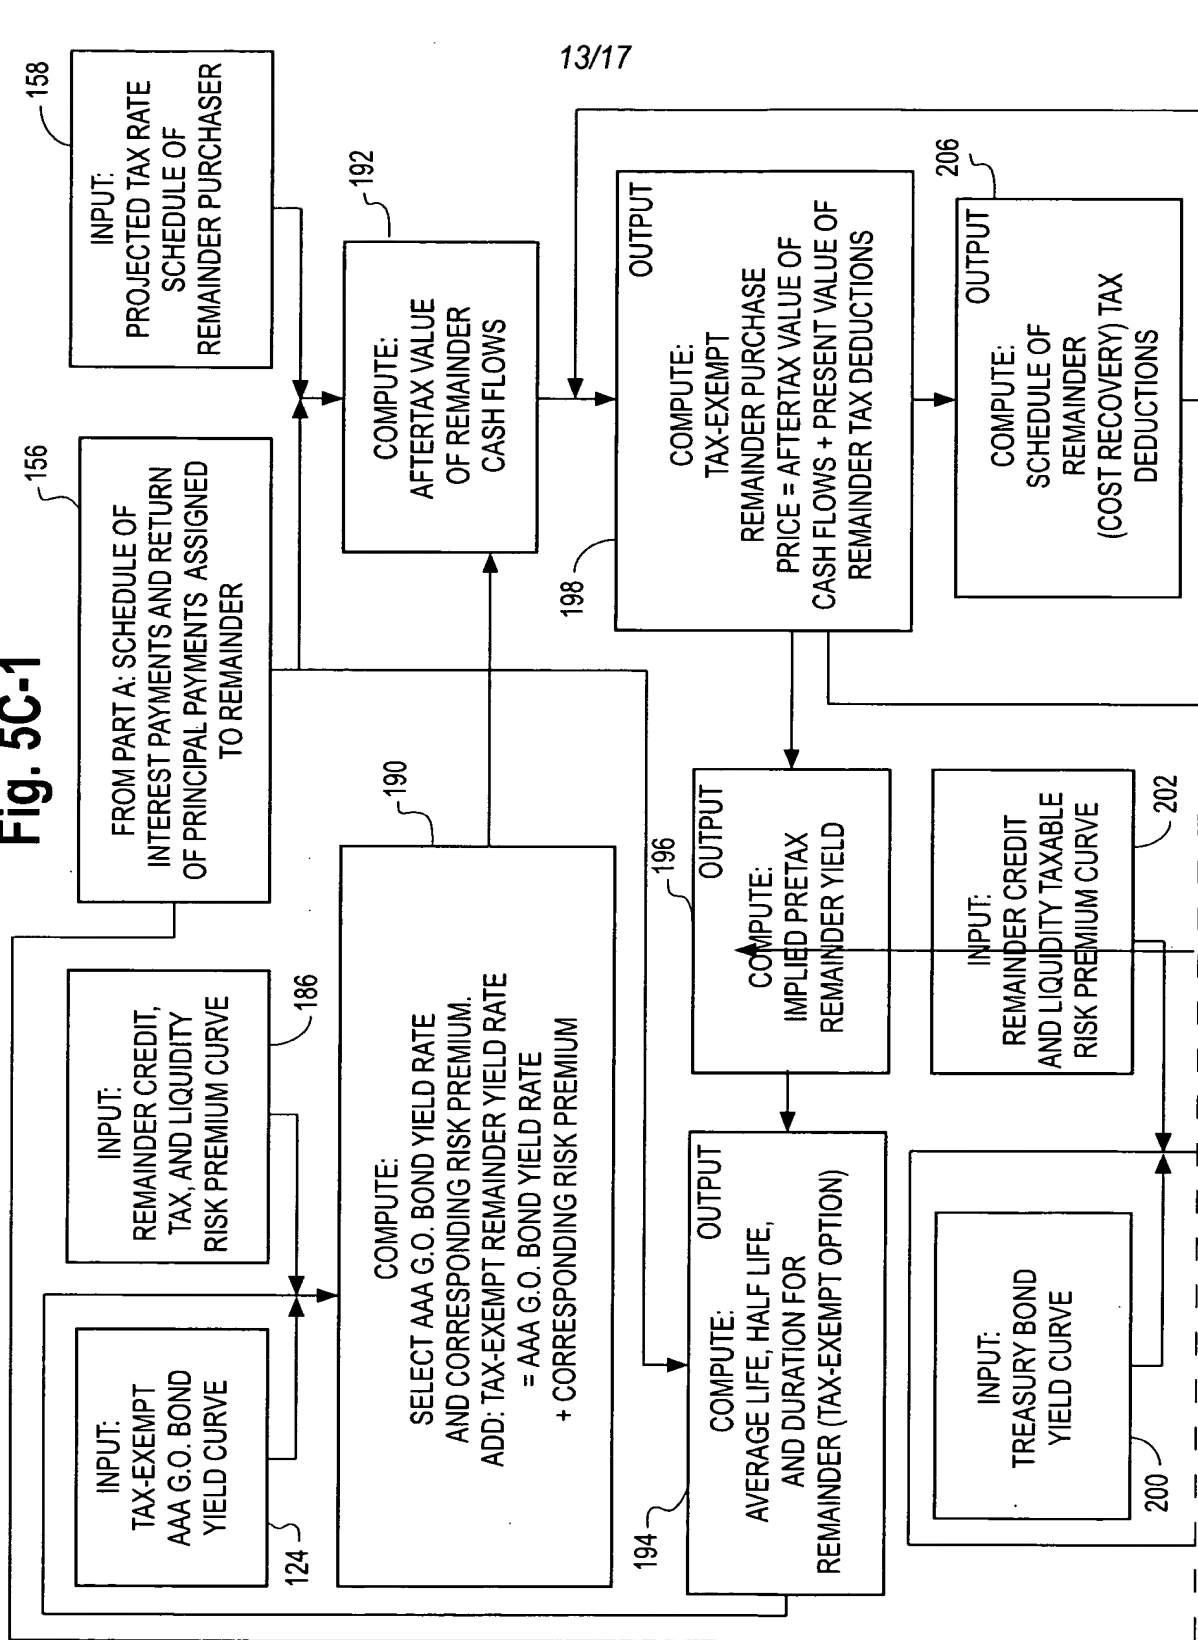 13/17
Fig. 5C-1
INPUT:
TAX-EXEMPT
AAA G.O. BOND
YIELD CURVE
124
INPUT:
REMAINDER CREDIT,
TAX, AND LIQUIDITY
RISK PREMIUM CURVE
186
FROM PART A: SCHEDULE OF
INTEREST PAYMENTS AND RETURN
OF PRINCIPAL PAYMENTS ASSIGNED
TO REMAINDER
156
INPUT:
PROJECTED TAX RATE
SCHEDULE OF
REMAINDER PURCHASER
158
COMPUTE:
SELECT AAA G.O. BOND YIELD RATE
AND CORRESPONDING RISK PREMIUM.
ADD: TAX-EXEMPT REMAINDER YIELD RATE
= AAA G.O. BOND YIELD RATE
+ CORRESPONDING RISK PREMIUM
190
COMPUTE:
AFTERTAX VALUE
OF REMAINDER
CASH FLOWS
192
OUTPUT
COMPUTE:
AVERAGE LIFE, HALF LIFE,
AND DURATION FOR
REMAINDER (TAX-EXEMPT OPTION)
194
OUTPUT
COMPUTE:
IMPLIED PRETAX
REMAINDER YIELD
196
OUTPUT
COMPUTE:
TAX-EXEMPT
REMAINDER PURCHASE
PRICE = AFTERTAX VALUE OF
CASH FLOWS + PRESENT VALUE OF
REMAINDER TAX DEDUCTIONS
198
INPUT:
TREASURY BOND
YIELD CURVE
200
INPUT:
REMAINDER CREDIT
AND LIQUIDITY TAXABLE
RISK PREMIUM CURVE
202
OUTPUT
COMPUTE:
SCHEDULE OF
REMAINDER
(COST RECOVERY) TAX
DEDUCTIONS
206